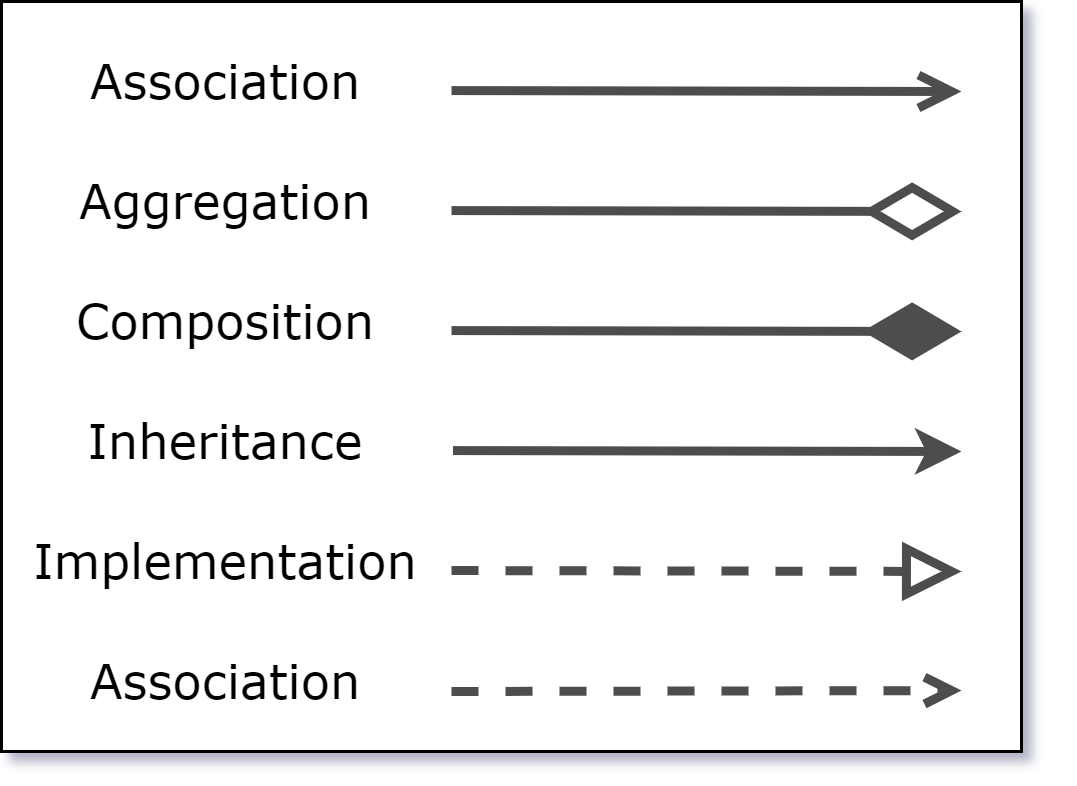 Association
Aggregation
Composition
Inheritance
Implementation
Association